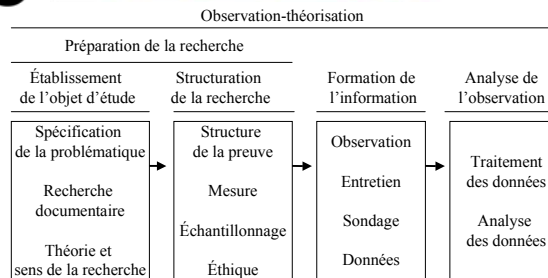 Observation-théorisation
Préparation de la recherche
Établissement
de l'objet d'étude
Structuration
de la recherche
Formation de
l'information
Analyse de
l'observation
Spécification
de la problématique
Recherche
documentaire
Théorie et
sens de la recherche
Structure
de la preuve
Mesure
Échantillonnage
Éthique
Observation
Entretien
Sondage
Données
Traitement
des données
Analyse
des données